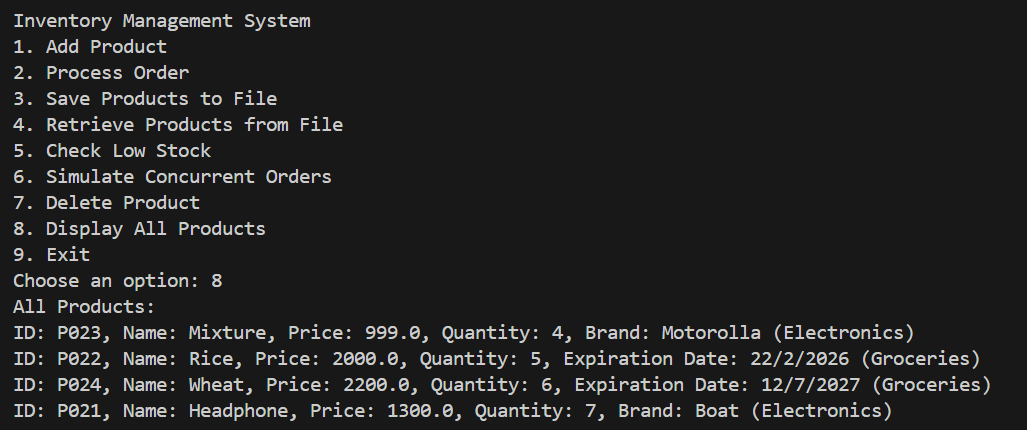 Inventory Management System
1. Add Product
2. Process Order
3. Save Products to File
4. Retrieve Products from File
5. Check Low Stock
6. Simulate Concurrent Orders
7. Delete Product
8. Display All Products
9. Exit
Choose an option: 8
All Products:
ID: P023, Name: Mixture, Price: 999.0, Quantity: 4, Brand: Motorolla (Electronics)
ID: P022, Name: Rice, Price: 2000.0, Quantity: 5, Expiration Date: 22/2/2026 (Groceries)
ID: P024, Name: Wheat, Price: 2200.0, Quantity: 6, Expiration Date: 12/7/2027 (Groceries)
ID: P021, Name: Headphone, Price: 1300.0, Quantity: 7, Brand: Boat (Electronics)